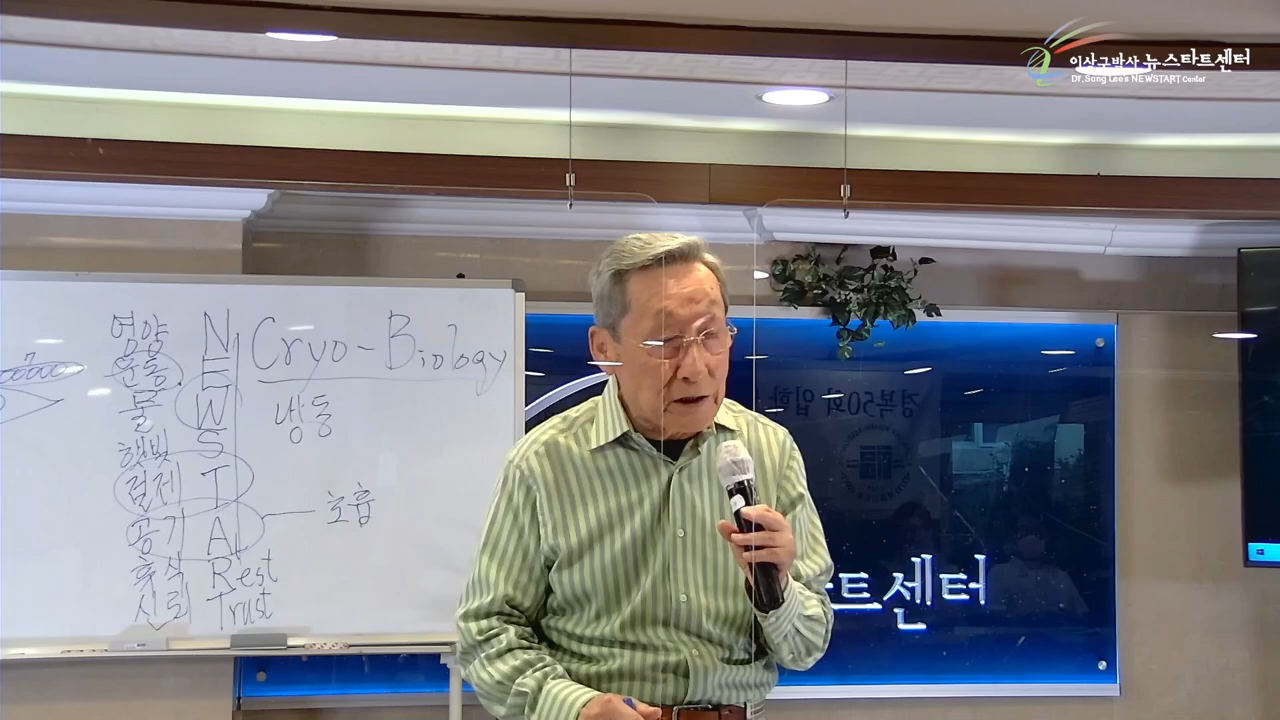 이상구박사 뉴스타트센터
Dr. Sang Lee's NEWSTART Center
영양 N
운동 E
물 W
햇빛 S
절제 T
공기 A
휴식 Rest
신뢰 Trust
Cryo-Biology
냉동
호흡
경복50회 입학
타트센터